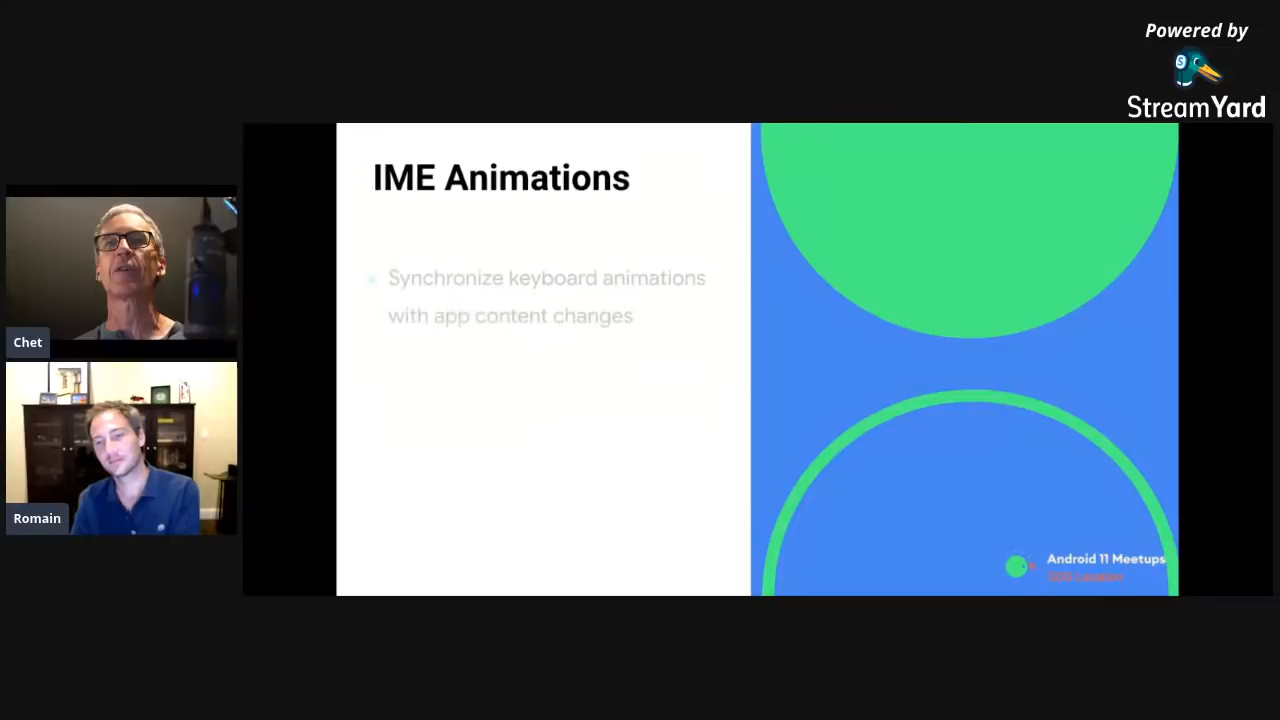 Powered by
StreamYard
IME Animations
Synchronize keyboard animations
with app content changes
Chet
Romain
Android 11 Meetups